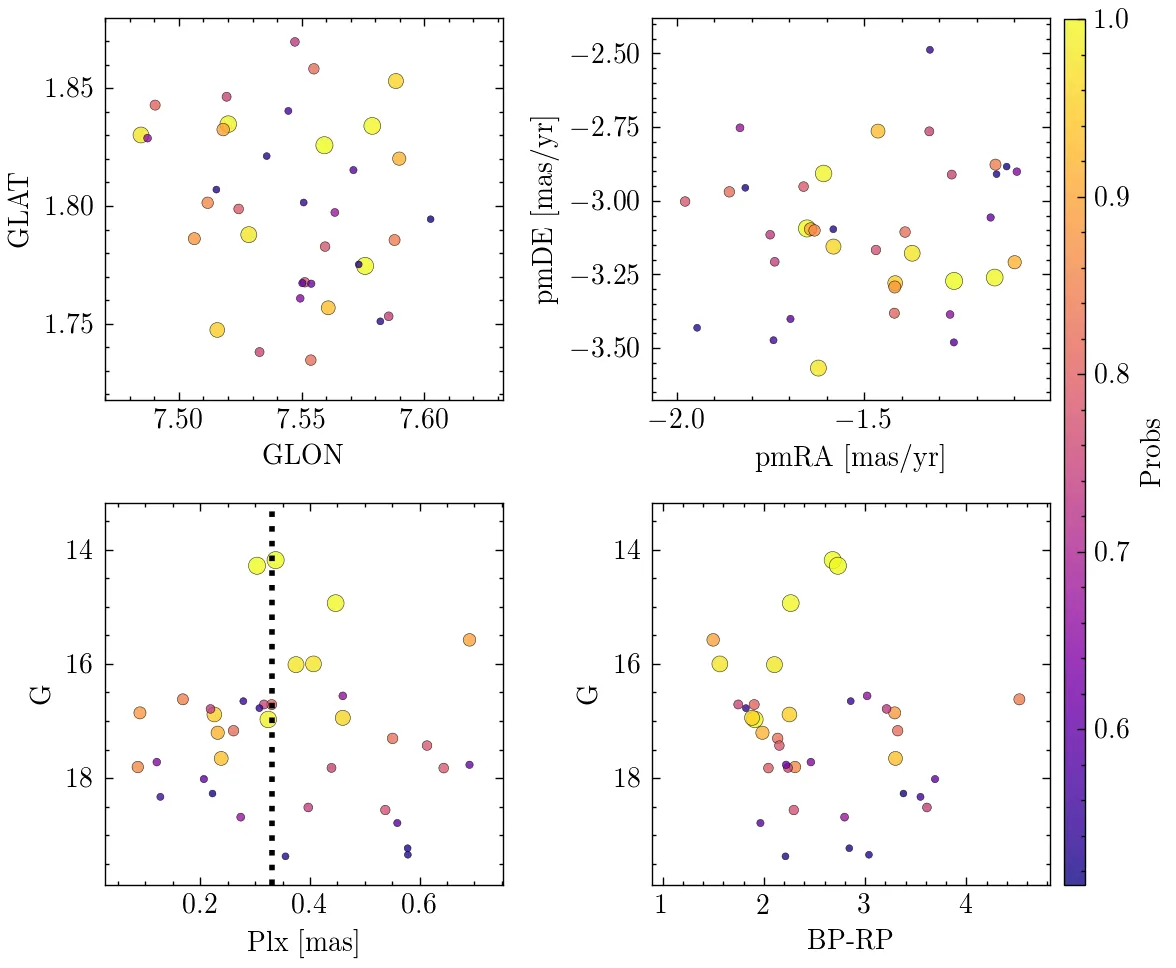 1.85
1.80
1.75
GLAT
7.50 7.55 7.60
GLON
−2.50
−2.75
−3.00
−3.25
−3.50
pmDE [mas/yr]
−2.0 −1.5
pmRA [mas/yr]
1.0
0.9
0.8
0.7
0.6
Probs
14
16
18
G
0.2 0.4 0.6
Plx [mas]
14
16
18
G
1 2 3 4
BP-RP